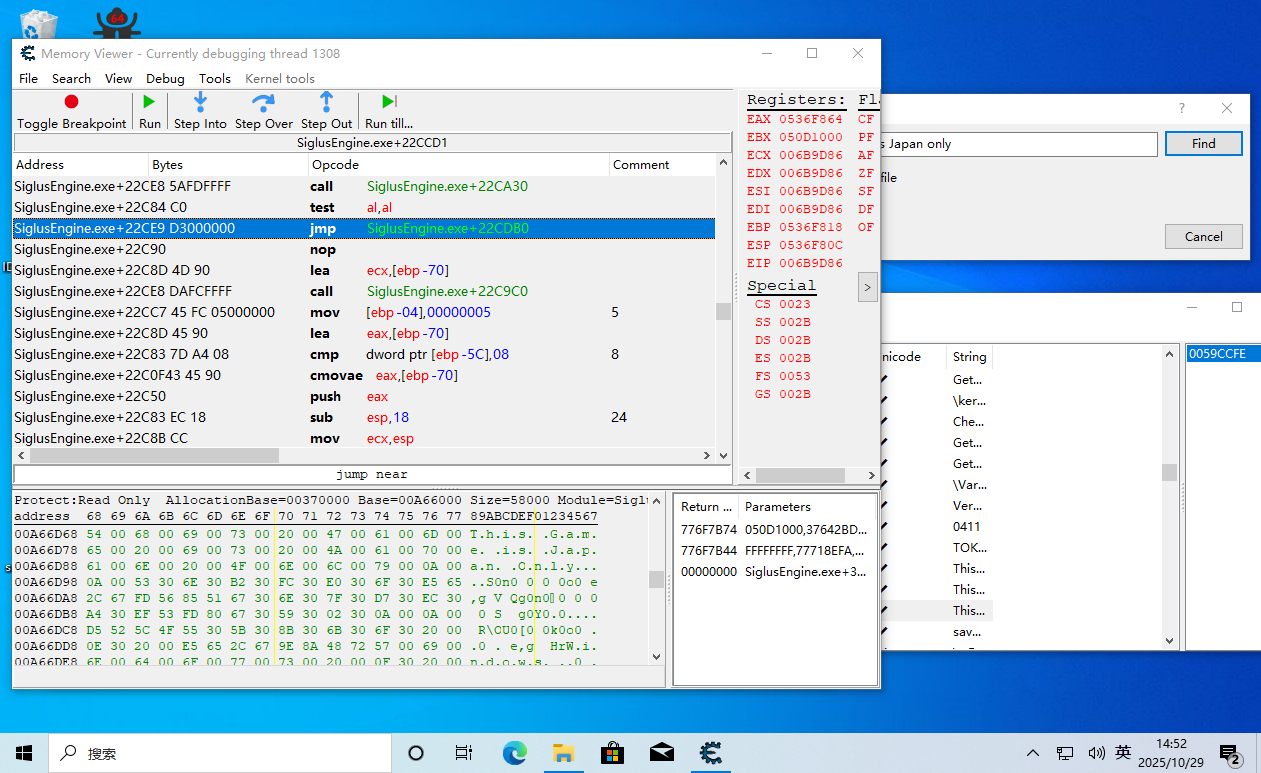 64
Memory Viewer - Currently debugging thread 1308
File Search View Debug Tools Kernel tools
Toggle Breakpoint Run Step Into Step Over Step Out Run till...
SiglusEngine.exe+22CCD1
Address Bytes Opcode Comment
SiglusEngine.exe+22CE8 5AFDFFFF call SiglusEngine.exe+22CA30
SiglusEngine.exe+22C84 C0 test al,al
SiglusEngine.exe+22CE9 D3000000 jmp SiglusEngine.exe+22CDB0
SiglusEngine.exe+22C90 nop
SiglusEngine.exe+22C8D 4D 90 lea ecx,[ebp-70]
SiglusEngine.exe+22CE8 DAFCFFFF call SiglusEngine.exe+22C9C0
SiglusEngine.exe+22CC7 45 FC 05000000 mov [ebp-04],00000005 5
SiglusEngine.exe+22C8D 45 90 lea eax,[ebp-70]
SiglusEngine.exe+22C83 7D A4 08 cmp dword ptr [ebp-5C],08 8
SiglusEngine.exe+22C0F43 45 90 cmovae eax,[ebp-70]
SiglusEngine.exe+22C50 push eax
SiglusEngine.exe+22C83 EC 18 sub esp,18 24
SiglusEngine.exe+22C8B CC mov ecx,esp
jump near
Registers: Fla
EAX 0536F864 CF
EBX 050D1000 PF
ECX 006B9D86 AF
EDX 006B9D86 ZF
ESI 006B9D86 SF
EDI 006B9D86 DF
EBP 0536F818 OF
ESP 0536F80C
EIP 006B9D86
Special >
CS 0023
SS 002B
DS 002B
ES 002B
FS 0053
GS 002B
Protect:Read Only AllocationBase=00370000 Base=00A66000 Size=58000 Module=Siglu
address 68 69 6A 6B 6C 6D 6E 6F 70 71 72 73 74 75 76 77 89ABCDEF01234567
00A66D68 54 00 68 00 69 00 73 00 20 00 47 00 61 00 6D 00 T.h.i.s. .G.a.m.
00A66D78 65 00 20 00 69 00 73 00 20 00 4A 00 61 00 70 00 e. .i.s. .J.a.p.
00A66D88 61 00 6E 00 20 00 4F 00 6E 00 6C 00 79 00 0A 00 a.n. .O.n.l.y...
00A66D98 0A 00 53 30 6E 30 B2 30 FC 30 E0 30 6F 30 E5 65
00A66DA8 2C 67 FD 56 85 51 67 30 6E 30 7F 30 D7 30 EC 30
00A66DB8 A4 30 EF 53 FD 80 67 30 59 30 02 30 0A 00 0A 00
00A66DC8 D5 52 5C 4F 55 30 5B 30 8B 30 6B 30 6F 30 20 00
00A66DD8 0E 30 20 00 E5 65 2C 67 9E 8A 48 72 57 00 69 00
00A66DE8 6E 00 64 00 6F 00 77 00 73 00 20 00 0F 30 20 00
Return ... Parameters
776F7B74 050D1000,37642BD...
776F7B44 FFFFFFFF,77718EFA,...
00000000 SiglusEngine.exe+3...
? 
s Japan only Find
file
Cancel
nicode String
Get...
\ker...
Che...
Get...
Get...
\Var...
Ver...
0411
TOK...
This...
This...
This...
sav...
0059CCFE
搜索
英
14:52
2025/10/29
2